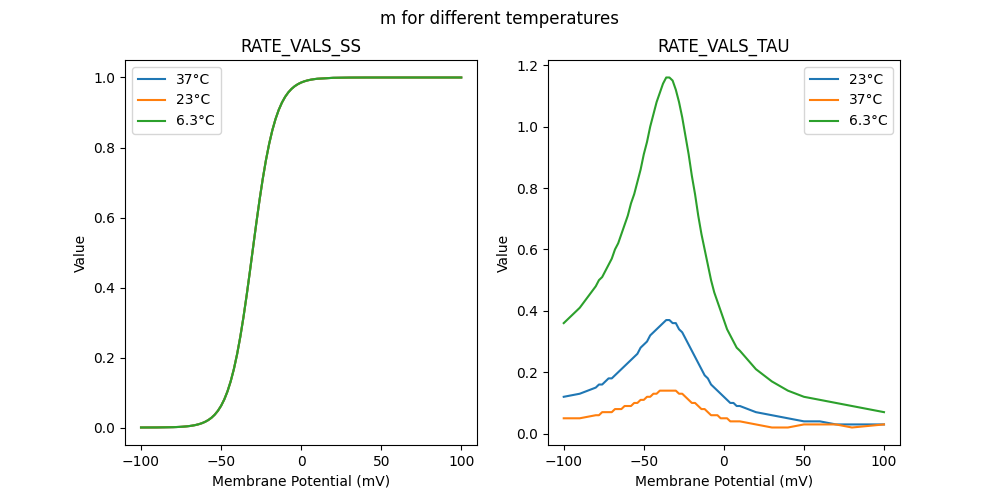 m for different temperatures
RATE_VALS_SS
37°C
23°C
6.3°C
1.0
0.8
0.6
0.4
0.2
0.0
Value
−100
−50
0
50
100
Membrane Potential (mV)
RATE_VALS_TAU
23°C
37°C
6.3°C
1.2
1.0
0.8
0.6
0.4
0.2
0.0
Value
−100
−50
0
50
100
Membrane Potential (mV)